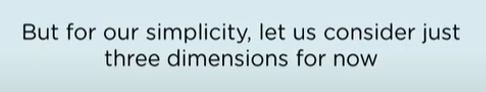 But for our simplicity, let us consider just
three dimensions for now